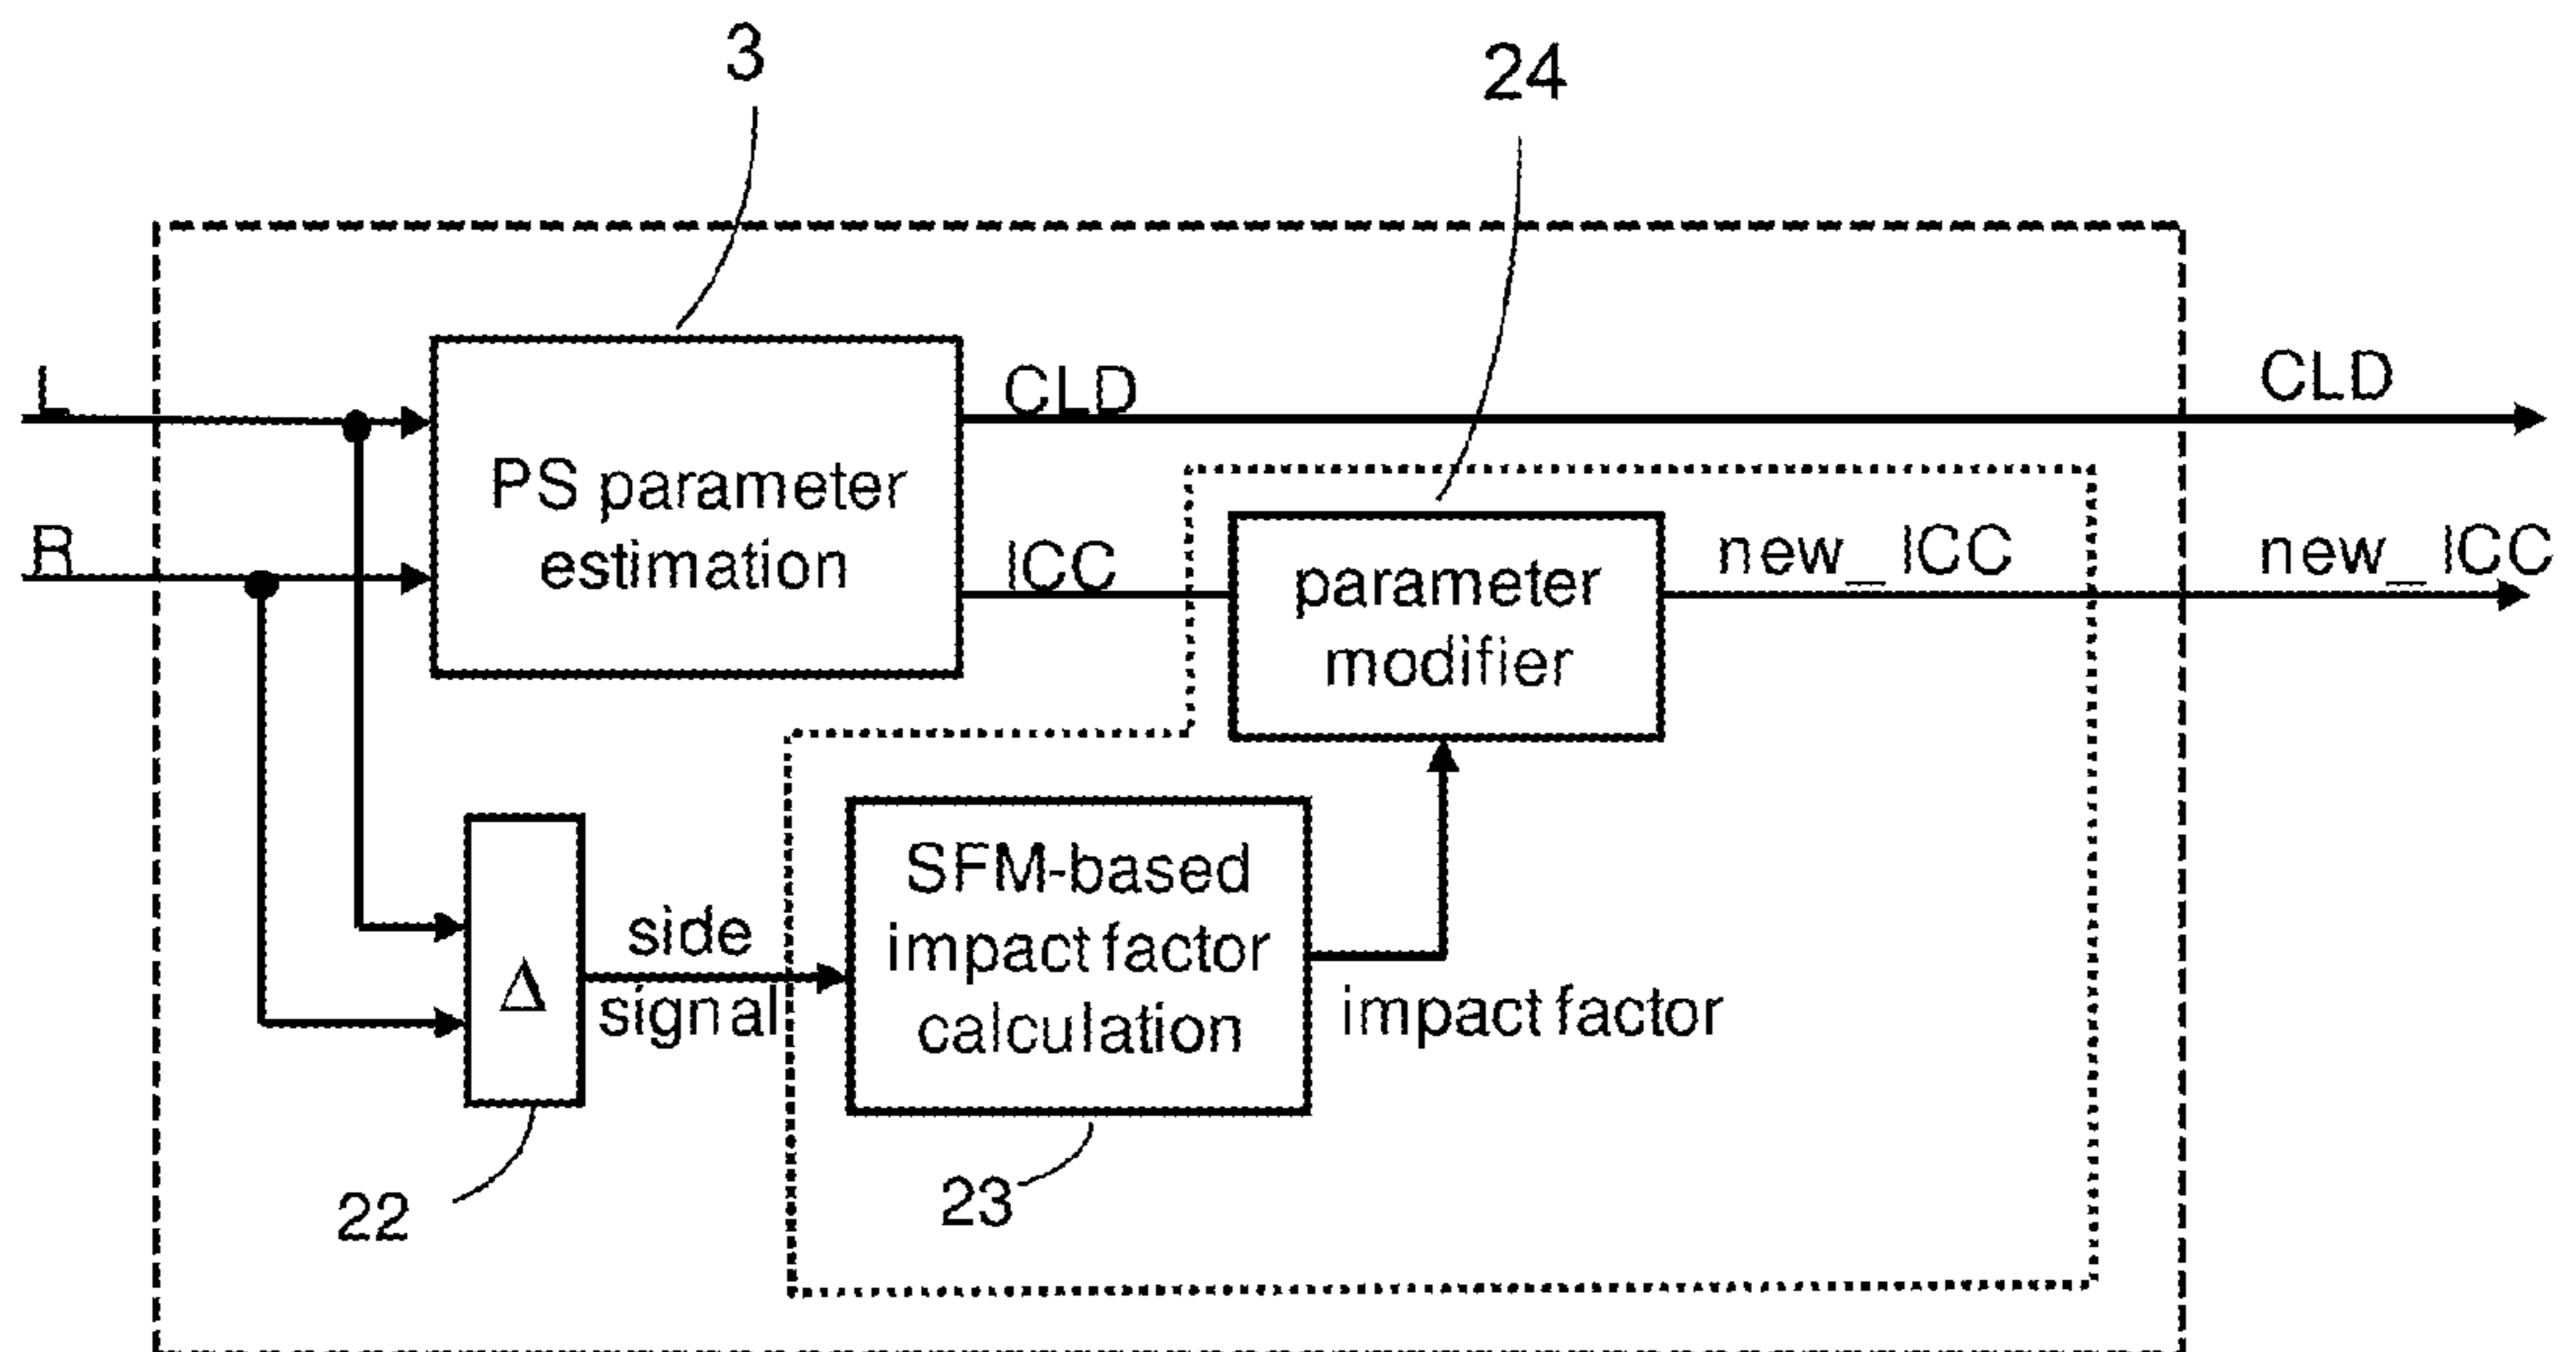 3
24
L
CLD
CLD
PS parameter
estimation
R
ICC
parameter
modifier
new_ICC
new_ICC
SFM-based
impact factor
calculation
Δ
side
signal
impact factor
22
23